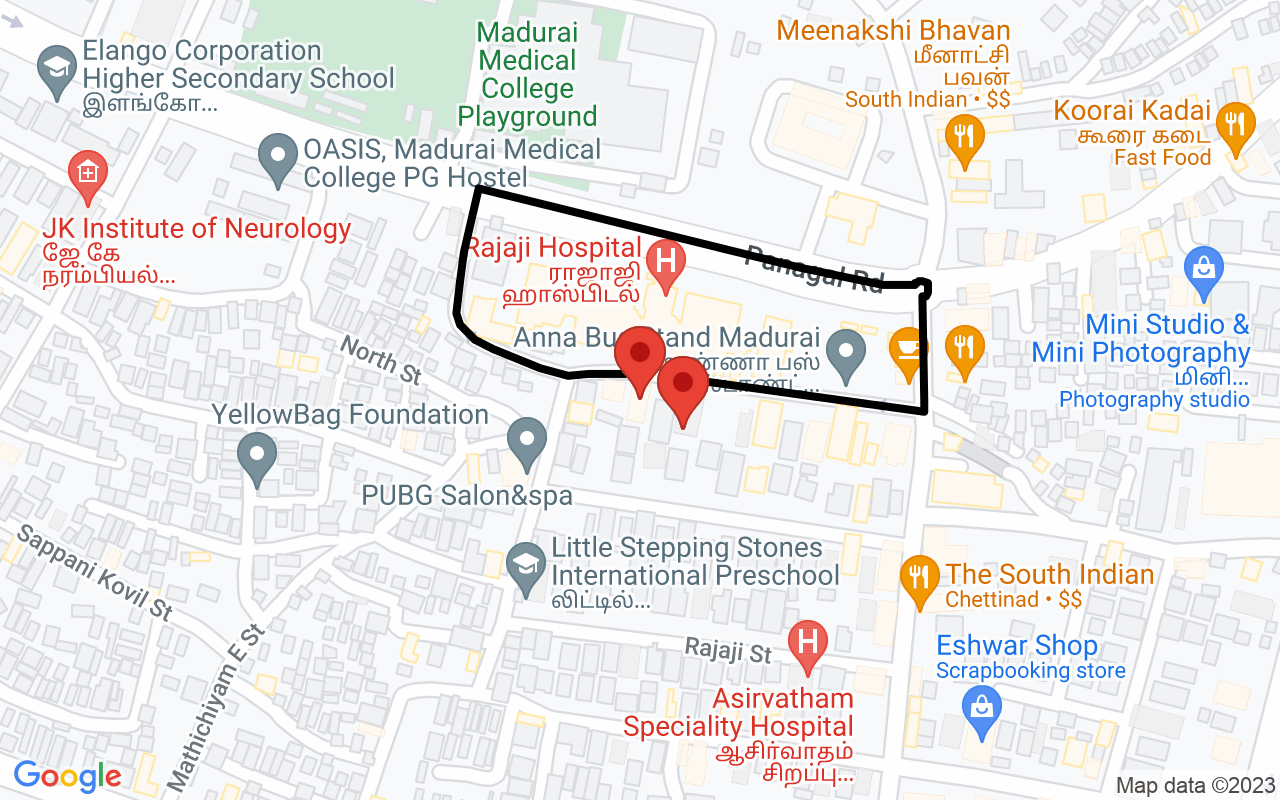 Elango Corporation
Higher Secondary School
இளங்கோ...
Madurai
Medical
College
Playground
Meenakshi Bhavan
மீனாட்சி
பவன்
South Indian • $$
Koorai Kadai
கூரை கடை
Fast Food
OASIS, Madurai Medical
College PG Hostel
JK Institute of Neurology
ஜே கே
நரம்பியல்...
Rajaji Hospital
ராஜாஜி
ஹாஸ்பிடல்
Panagal Rd
Anna Bus Stand Madurai
பஸ்
Mini Studio &
Mini Photography
மினி...
Photography studio
North St
YellowBag Foundation
PUBG Salon&spa
Sappani Kovil St
Little Stepping Stones
International Preschool
லிட்டில்...
The South Indian
Chettinad • $$
Mathichiyam E St
Rajaji St
Eshwar Shop
Scrapbooking store
Asirvatham
Speciality Hospital
ஆசிர்வாதம்
சிறப்பு...
Google
Map data ©2023